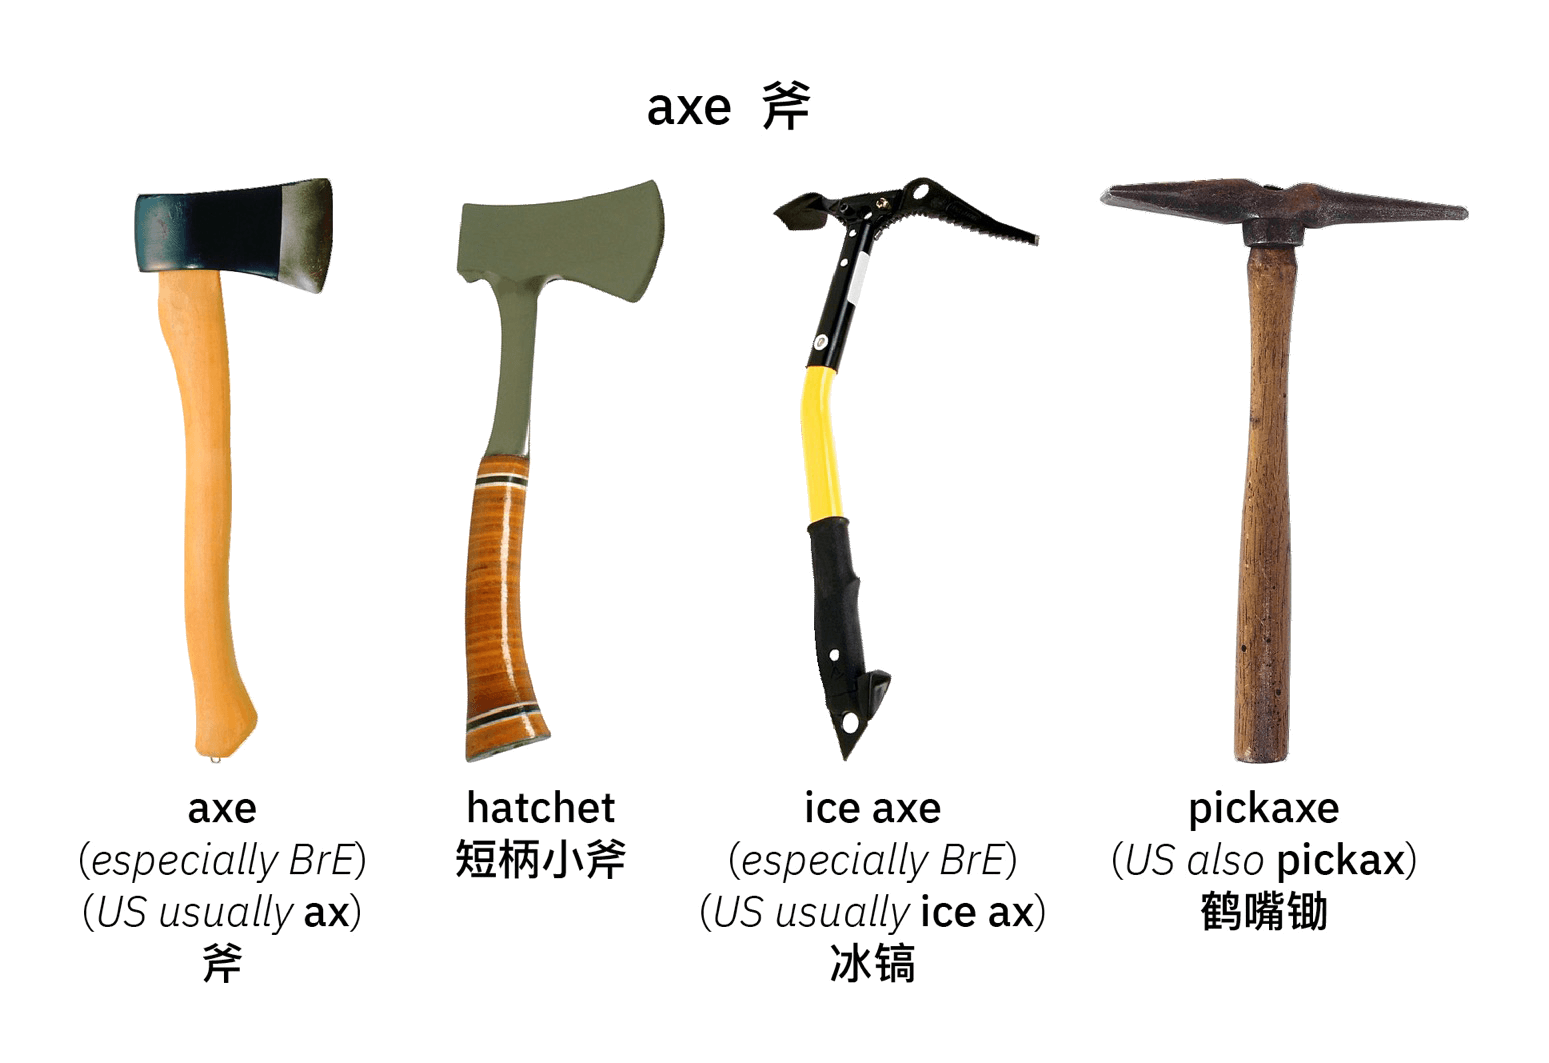 axe 斧
axe
(especially BrE)
(US usually ax)
斧
hatchet
短柄小斧
ice axe
(especially BrE)
(US usually ice ax)
冰镐
pickaxe
(US also pickax)
鹤嘴锄